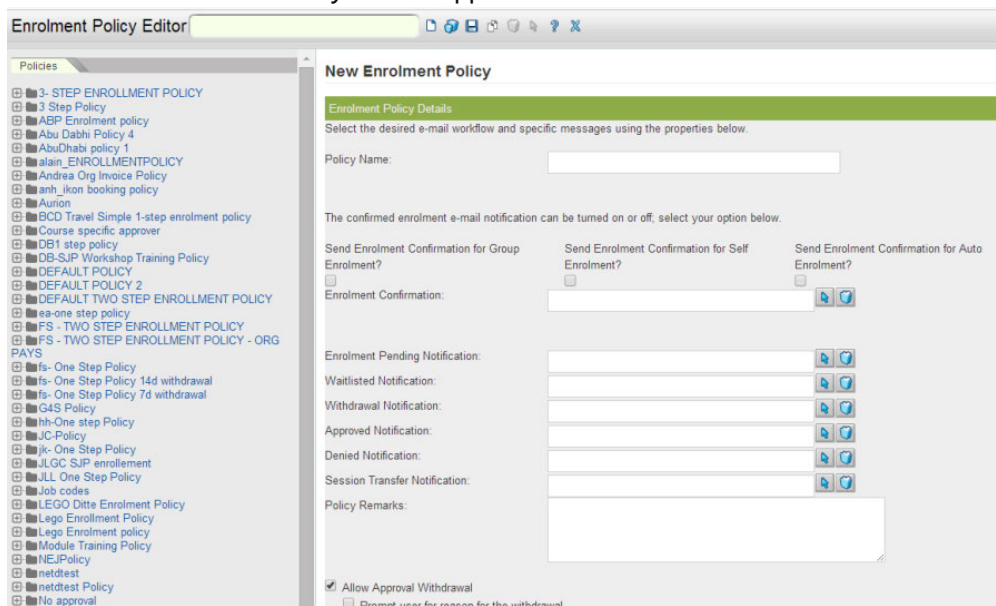 Enrolment Policy Editor
Policies
3- STEP ENROLLMENT POLICY
3 Step Policy
ABP Enrolment policy
Abu Dabhi Policy 4
AbuDhabi policy 1
alain_ENROLLMENTPOLICY
Andrea Org Invoice Policy
anh_ikon booking policy
Aurion
BCD Travel Simple 1-step enrolment policy
Course specific approver
DB1 step policy
DB-SJP Workshop Training Policy
DEFAULT POLICY
DEFAULT POLICY 2
DEFAULT TWO STEP ENROLLMENT POLICY
ea-one step policy
FS - TWO STEP ENROLLMENT POLICY
FS - TWO STEP ENROLLMENT POLICY - ORG
PAYS
fs- One Step Policy
fs- One Step Policy 14d withdrawal
fs- One Step Policy 7d withdrawal
G4S Policy
hh-One step Policy
JC-Policy
jk- One Step Policy
JLGC SJP enrollement
JLL One Step Policy
Job codes
LEGO Ditte Enrolment Policy
Lego Enrollment Policy
Lego Enrolment policy
Module Training Policy
NEJPolicy
netdtest
netdtest Policy
No approval
New Enrolment Policy
Enrolment Policy Details
Select the desired e-mail workflow and specific messages using the properties below.
Policy Name:
The confirmed enrolment e-mail notification can be turned on or off; select your option below.
Send Enrolment Confirmation for Group
Enrolment?
Send Enrolment Confirmation for Self
Enrolment?
Send Enrolment Confirmation for Auto
Enrolment?
Enrolment Confirmation:
Enrolment Pending Notification:
Waitlisted Notification:
Withdrawal Notification:
Approved Notification:
Denied Notification:
Session Transfer Notification:
Policy Remarks:
Allow Approval Withdrawal
Prompt user for reason for the withdrawal